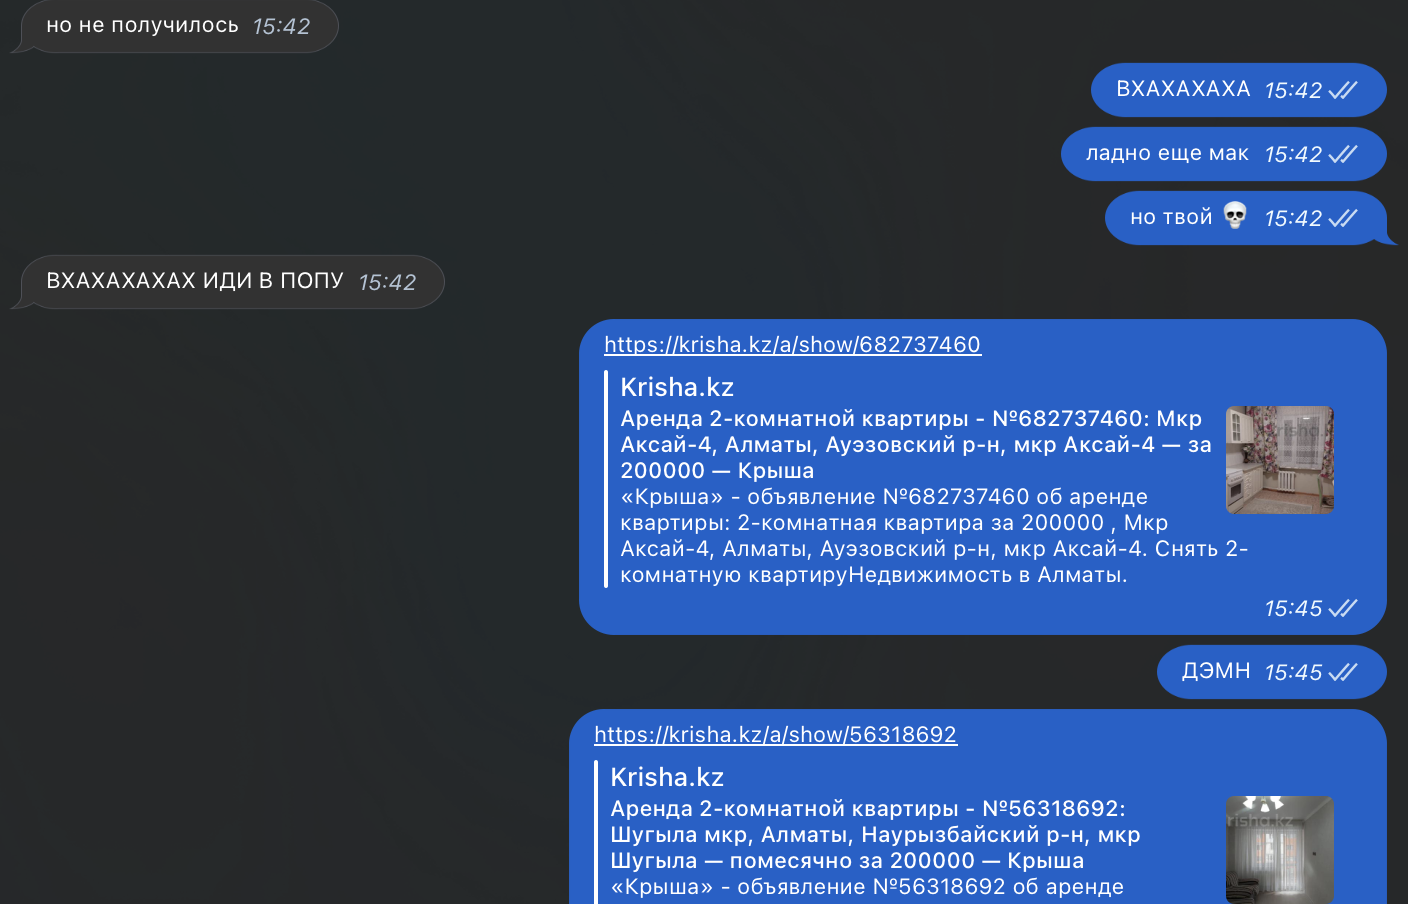 но не получилось 15:42
ВХАХАХАХА 15:42
ладно еще мак 15:42
но твой 💀 15:42
ВХАХАХАХАХ ИДИ В ПОПУ 15:42
https://krisha.kz/a/show/682737460
Krisha.kz
Аренда 2-комнатной квартиры - №682737460: Мкр
Аксай-4, Алматы, Ауэзовский р-н, мкр Аксай-4 — за
200000 — Крыша
«Крыша» - объявление №682737460 об аренде
квартиры: 2-комнатная квартира за 200000 , Мкр
Аксай-4, Алматы, Ауэзовский р-н, мкр Аксай-4. Снять 2-
комнатную квартируНедвижимость в Алматы.
15:45
ДЭМН 15:45
https://krisha.kz/a/show/56318692
Krisha.kz
Аренда 2-комнатной квартиры - №56318692:
Шугыла мкр, Алматы, Наурызбайский р-н, мкр
Шугыла — помесячно за 200000 — Крыша
«Крыша» - объявление №56318692 об аренде